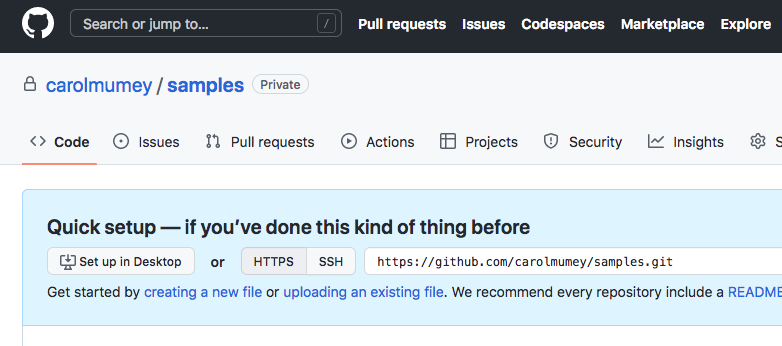 Search or jump to... / Pull requests Issues Codespaces Marketplace Explore
carolmumey / samples Private
<> Code Issues Pull requests Actions Projects Security Insights S
Quick setup — if you've done this kind of thing before
Set up in Desktop or HTTPS SSH https://github.com/carolmumey/samples.git
Get started by creating a new file or uploading an existing file. We recommend every repository include a README